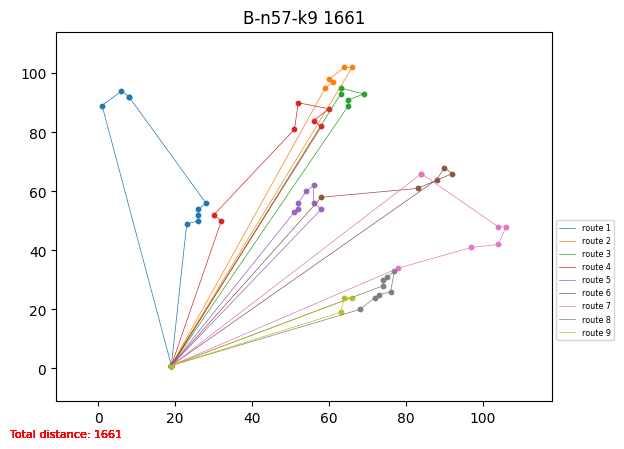 B-n57-k9 1661
100
80
60
40
20
0
0 20 40 60 80 100
route 1
route 2
route 3
route 4
route 5
route 6
route 7
route 8
route 9
Total distance: 1661